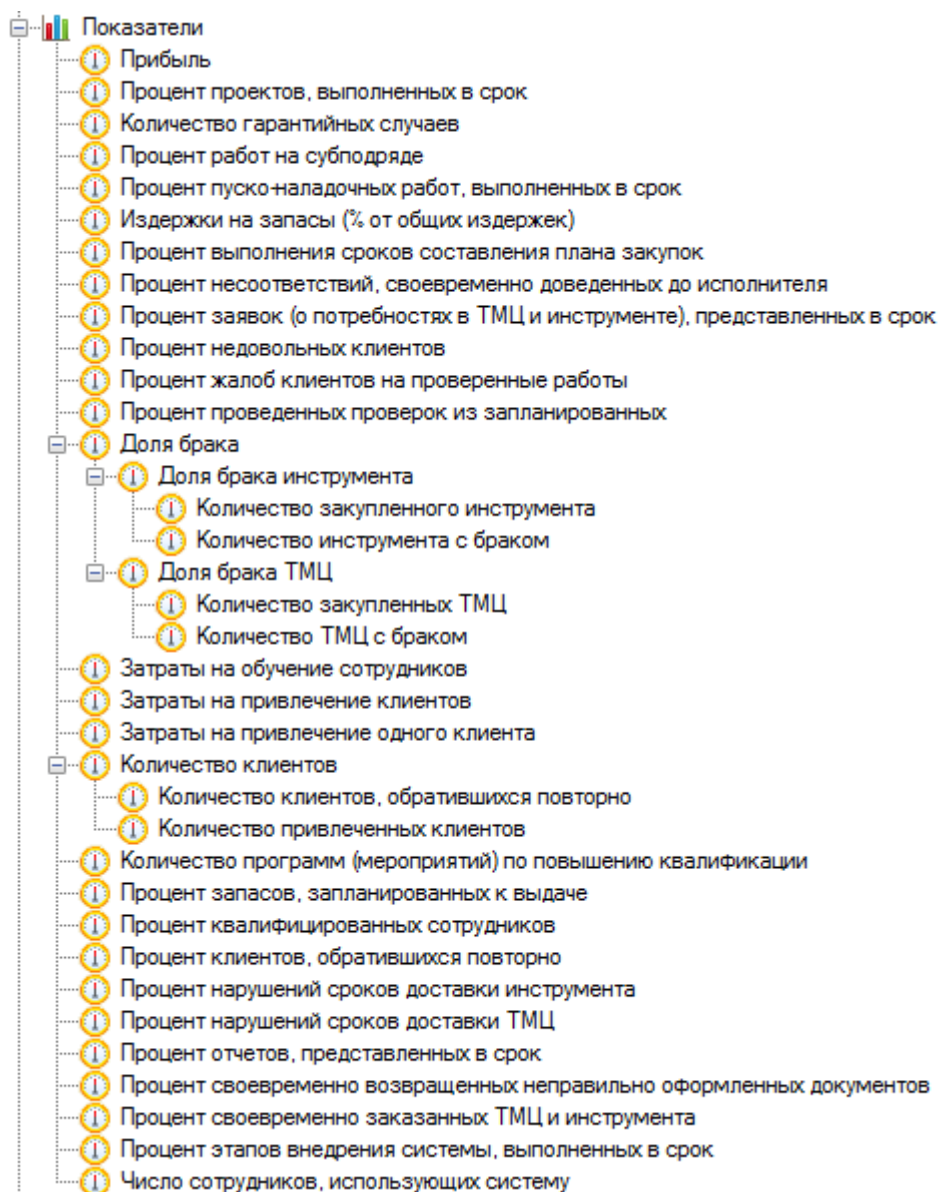 Показатели
Прибыль
Процент проектов, выполненных в срок
Количество гарантийных случаев
Процент работ на субподряде
Процент пуско-наладочных работ, выполненных в срок
Издержки на запасы (% от общих издержек)
Процент выполнения сроков составления плана закупок
Процент несоответствий, своевременно доведенных до исполнителя
Процент заявок (о потребностях в ТМЦ и инструменте), представленных в срок
Процент недовольных клиентов
Процент жалоб клиентов на проверенные работы
Процент проведенных проверок из запланированных
Доля брака
Доля брака инструмента
Количество закупленного инструмента
Количество инструмента с браком
Доля брака ТМЦ
Количество закупленных ТМЦ
Количество ТМЦ с браком
Затраты на обучение сотрудников
Затраты на привлечение клиентов
Затраты на привлечение одного клиента
Количество клиентов
Количество клиентов, обратившихся повторно
Количество привлеченных клиентов
Количество программ (мероприятий) по повышению квалификации
Процент запасов, запланированных к выдаче
Процент квалифицированных сотрудников
Процент клиентов, обратившихся повторно
Процент нарушений сроков доставки инструмента
Процент нарушений сроков доставки ТМЦ
Процент отчетов, представленных в срок
Процент своевременно возвращенных неправильно оформленных документов
Процент своевременно заказанных ТМЦ и инструмента
Процент этапов внедрения системы, выполненных в срок
Число сотрудников, использующих систему